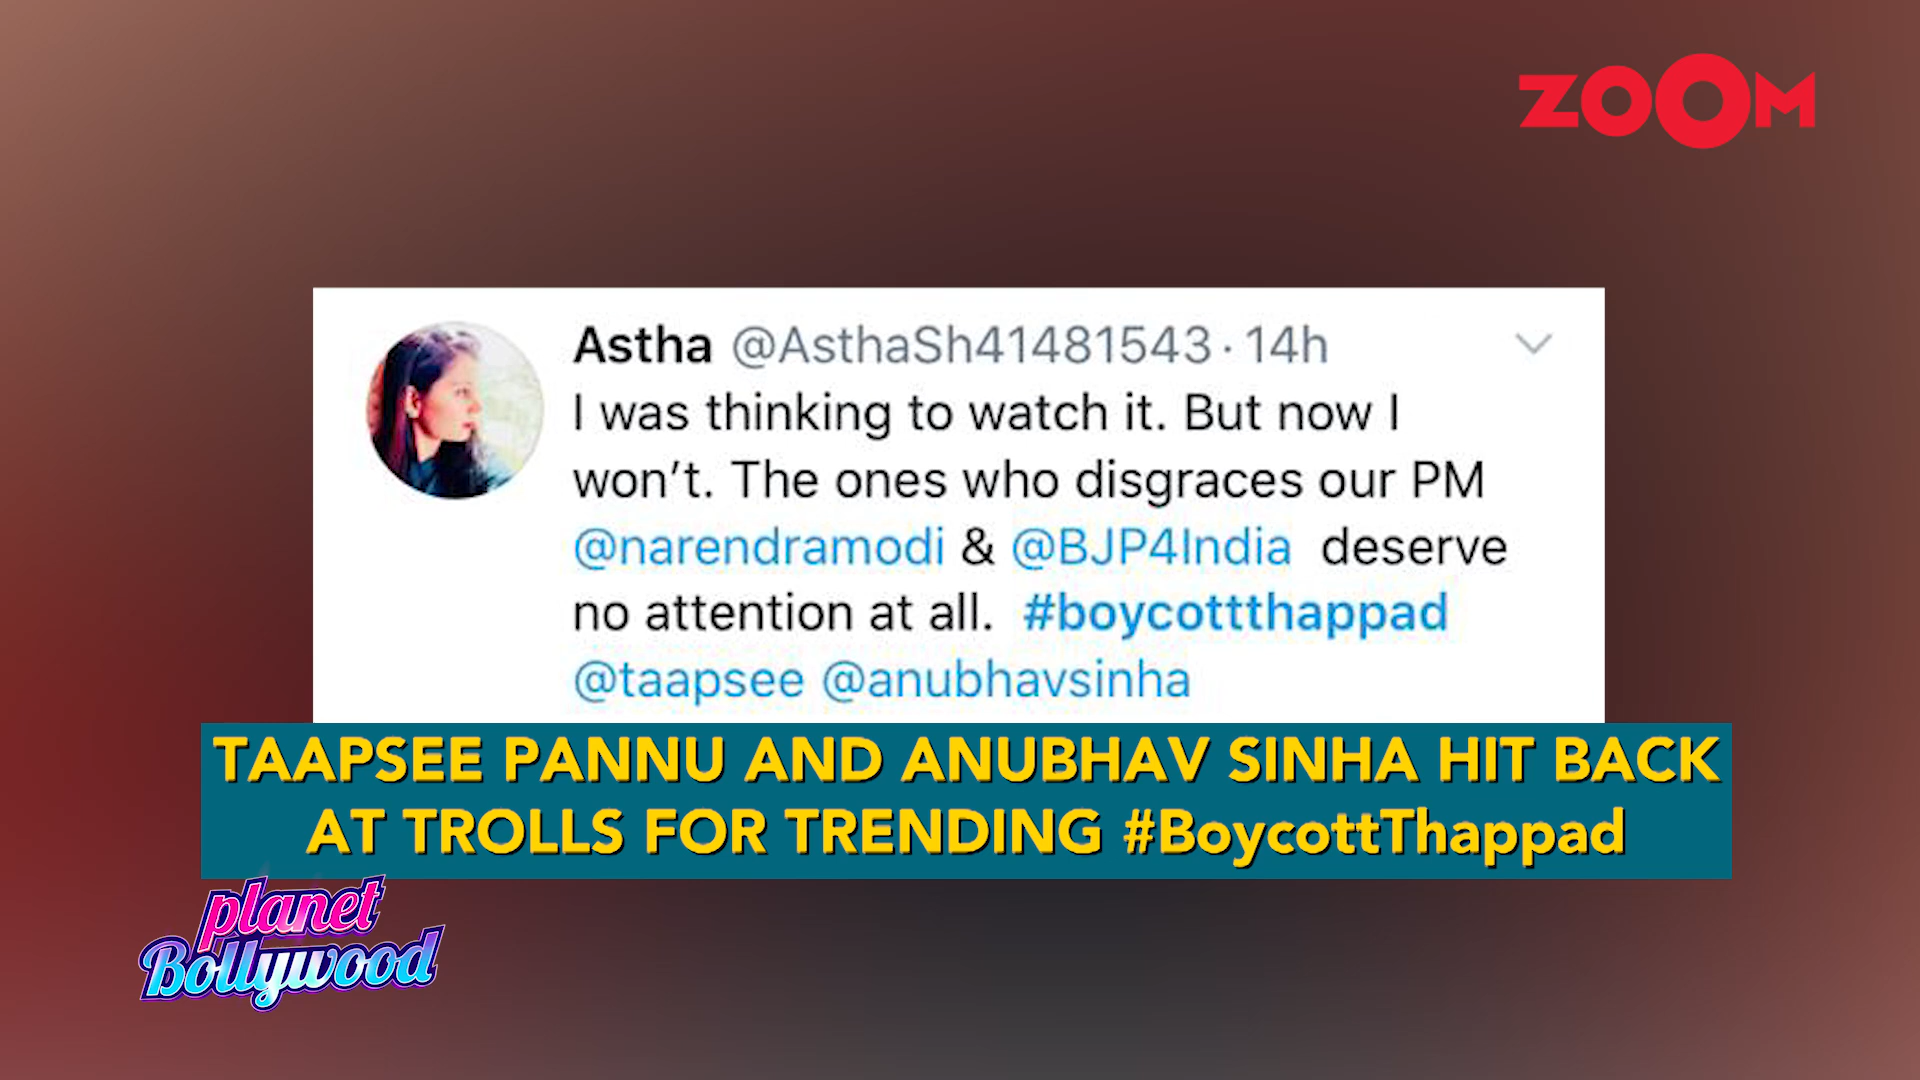 ZOOM
Astha @AsthaSh41481543 · 14h
I was thinking to watch it. But now I
won't. The ones who disgraces our PM
@narendramodi & @BJP4India deserve
no attention at all. #boycottthappad
@taapsee @anubhavsinha
TAAPSEE PANNU AND ANUBHAV SINHA HIT BACK
AT TROLLS FOR TRENDING #BoycottThappad
planet
Bollywood